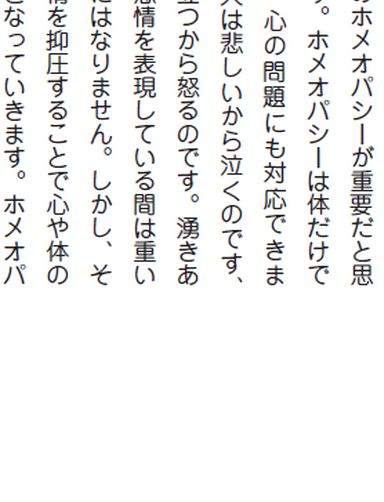 のホメオパシーが重要だと思
す。ホメオパシーは体だけで
心の問題にも対応できま
人は悲しいから泣くのです、
立つから怒るのです。湧きあ
感情を表現している間は重い
にはなりません。しかし、そ
情を抑圧することで心や体の
となっていきます。ホメオパ